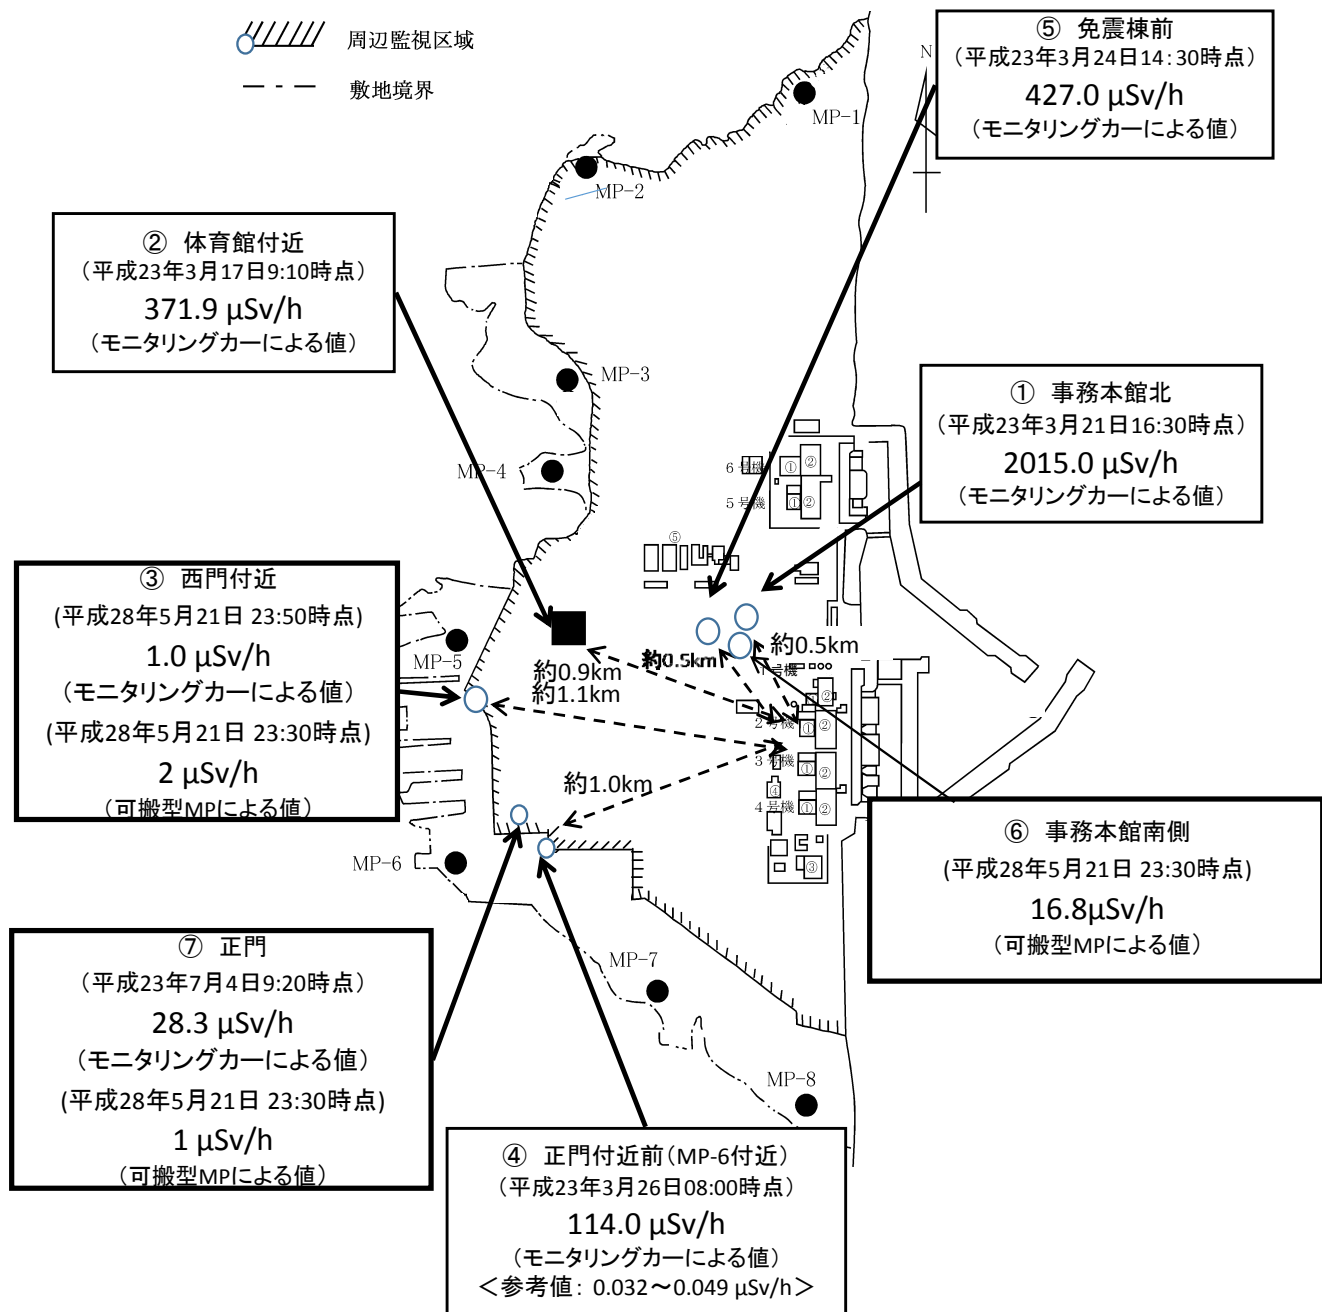 周辺監視区域
敷地境界
⑤ 免震棟前
(平成23年3月24日14:30時点)
427.0 μSv/h
(モニタリングカーによる値)
N
MP-1
MP-2
② 体育館付近
(平成23年3月17日9:10時点)
371.9 μSv/h
(モニタリングカーによる値)
MP-3
① 事務本館北
(平成23年3月21日16:30時点)
2015.0 μSv/h
(モニタリングカーによる値)
MP-4
6号機
① ②
5号機
① ②
⑤
③ 西門付近
(平成28年5月21日 23:50時点)
1.0 μSv/h
(モニタリングカーによる値)
(平成28年5月21日 23:30時点)
2 μSv/h
(可搬型MPによる値)
MP-5
約0.9km
約1.1km
約0.5km
約0.5km
1号機
②
2号機
① ②
3号機
① ②
④
4号機
① ②
③
約1.0km
MP-6
⑥ 事務本館南側
(平成28年5月21日 23:30時点)
16.8μSv/h
(可搬型MPによる値)
⑦ 正門
(平成23年7月4日9:20時点)
28.3 μSv/h
(モニタリングカーによる値)
(平成28年5月21日 23:30時点)
1 μSv/h
(可搬型MPによる値)
MP-7
MP-8
④ 正門付近前(MP-6付近)
(平成23年3月26日08:00時点)
114.0 μSv/h
(モニタリングカーによる値)
<参考値: 0.032~0.049 μSv/h>